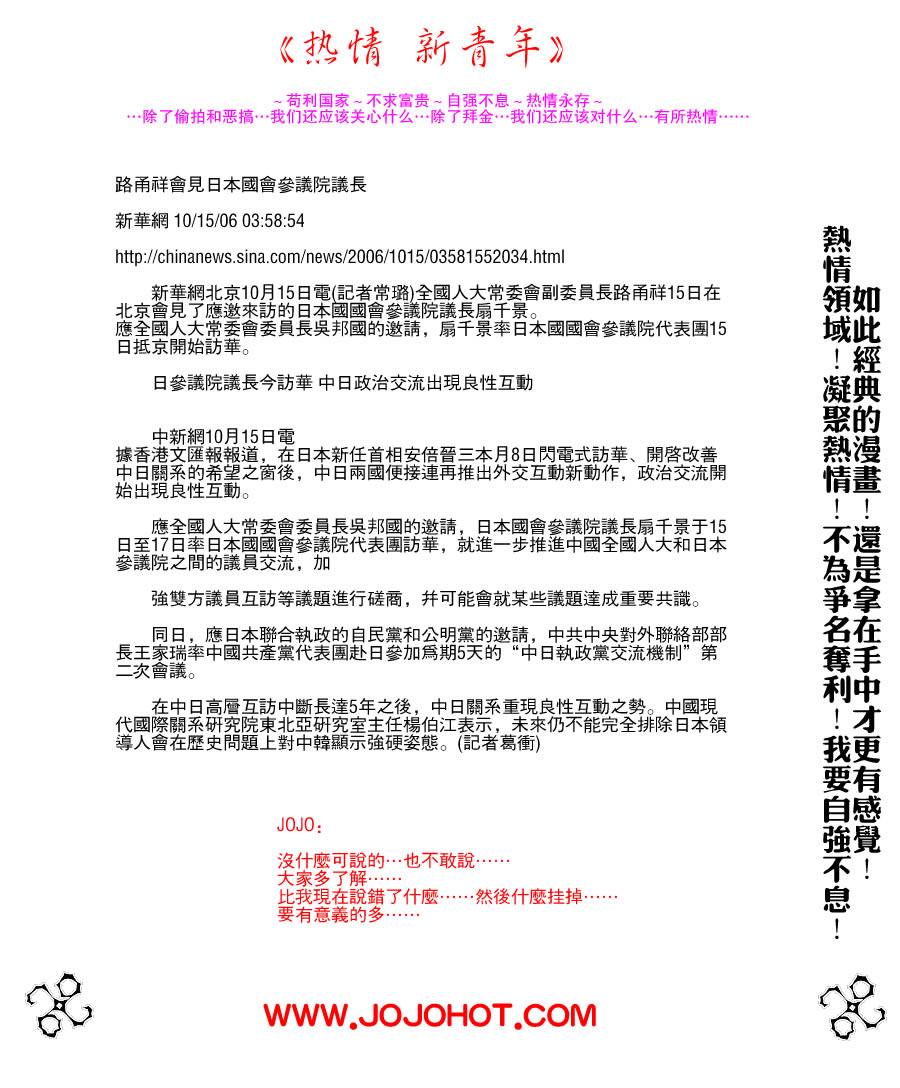 《热情 新青年》
~苟利国家~不求富贵~自强不息~热情永存~
…除了偷拍和恶搞…我们还应该关心什么…除了拜金…我们还应该对什么…有所热情……
路甬祥會見日本國會參議院議長
新華網 10/15/06 03:58:54
http://chinanews.sina.com/news/2006/1015/03581552034.html
新華網北京10月15日電(記者常璐)全國人大常委會副委員長路甬祥15日在
北京會見了應邀來訪的日本國國會參議院議長扇千景。
應全國人大常委會委員長吳邦國的邀請，扇千景率日本國國會參議院代表團15
日抵京開始訪華。
日參議院議長今訪華 中日政治交流出現良性互動
中新網10月15日電
據香港文匯報報道，在日本新任首相安倍晉三本月8日閃電式訪華、開啓改善
中日關系的希望之窗後，中日兩國便接連再推出外交互動新動作，政治交流開
始出現良性互動。
應全國人大常委會委員長吳邦國的邀請，日本國會參議院議長扇千景于15
日至17日率日本國國會參議院代表團訪華，就進一步推進中國全國人大和日本
參議院之間的議員交流，加
強雙方議員互訪等議題進行磋商，幷可能會就某些議題達成重要共識。
同日，應日本聯合執政的自民黨和公明黨的邀請，中共中央對外聯絡部部
長王家瑞率中國共產黨代表團赴日參加爲期5天的“中日執政黨交流機制”第
二次會議。
在中日高層互訪中斷長達5年之後，中日關系重現良性互動之勢。中國現
代國際關系研究院東北亞研究室主任楊伯江表示，未來仍不能完全排除日本領
導人會在歷史問題上對中韓顯示強硬姿態。(記者葛衝)
JOJO：
沒什麼可說的…也不敢說……
大家多了解……
比我現在說錯了什麼……然後什麼挂掉……
要有意義的多……
如此經典的漫畫！還是拿在手中才更有感覺！
熱情領域！凝聚熱情！不為爭名奪利！我要自強不息！
WWW.JOJOHOT.COM